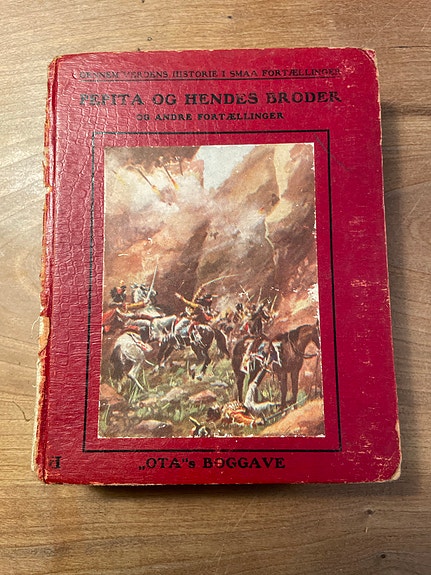 GENNEM VERDENS HISTORIE I SMAA FORTÆLLINGER
PEPITA OG HENDES BRODER
OG ANDRE FORTÆLLINGER
„OTA"s BOGGAVE